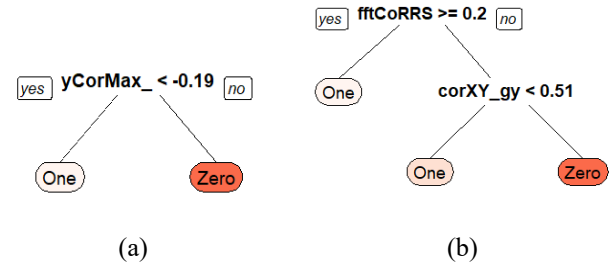 yes yCorMax_ < -0.19 no
One Zero
(a)
yes fftCoRRS >= 0.2 no
One corXY_gy < 0.51
One Zero
(b)